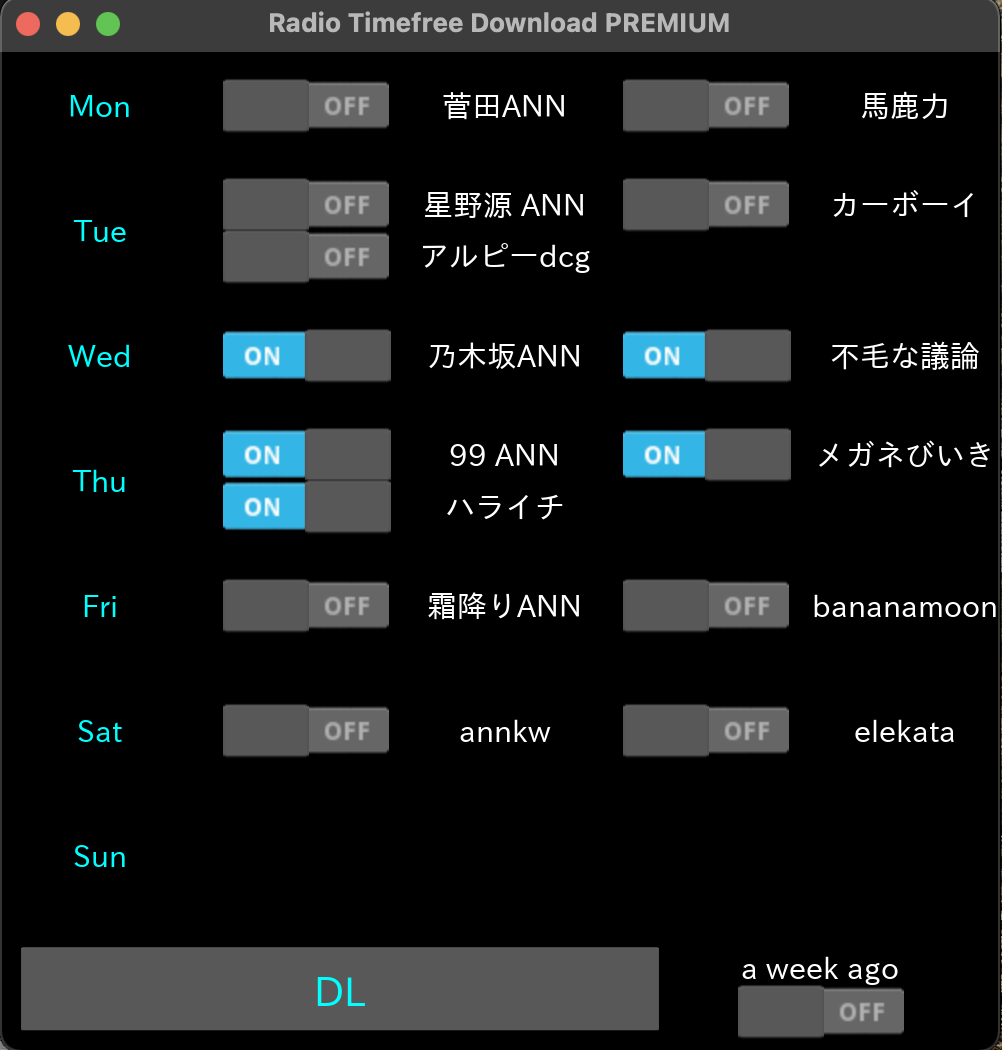 Radio Timefree Download PREMIUM
Mon OFF 菅田ANN OFF 馬鹿力
Tue OFF 星野源 ANN OFF カーボーイ
OFF アルピーdcg
Wed ON 乃木坂ANN ON 不毛な議論
Thu ON 99 ANN ON メガネびいき
ON ハライチ
Fri OFF 霜降りANN OFF bananamoon
Sat OFF annkw OFF elekata
Sun
DL a week ago
OFF